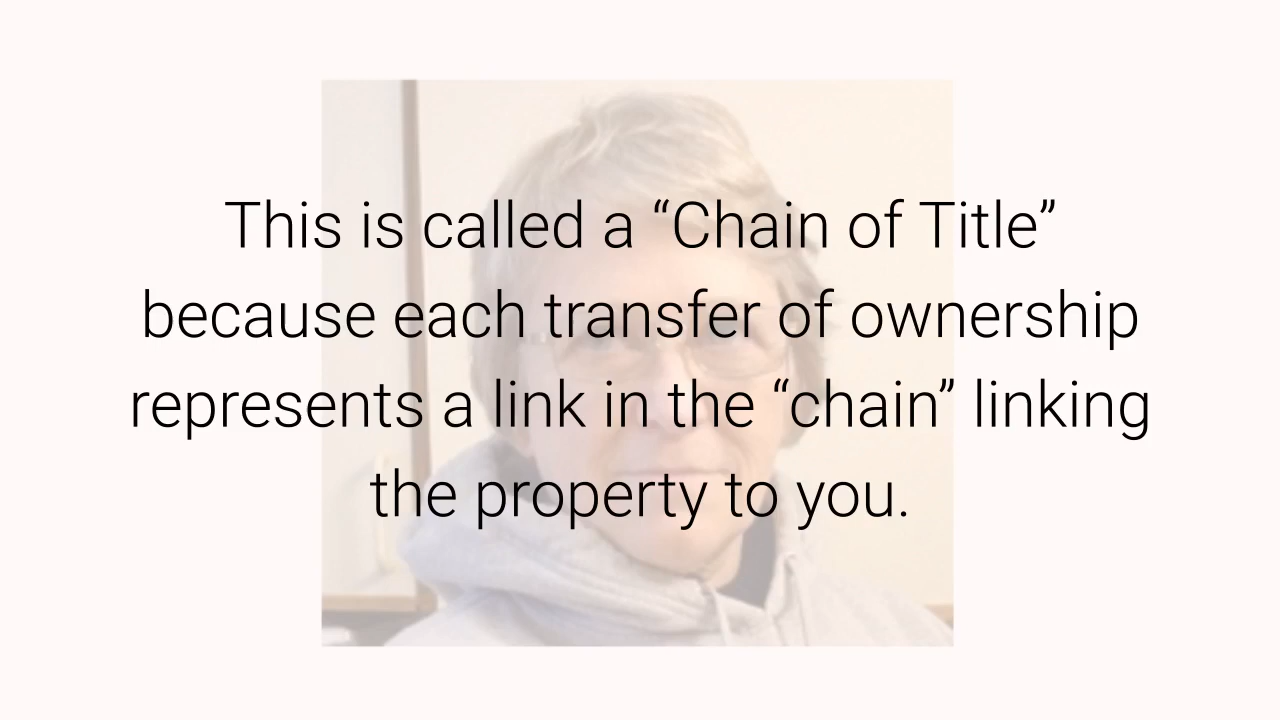 This is called a “Chain of Title”
because each transfer of ownership
represents a link in the “chain” linking
the property to you.